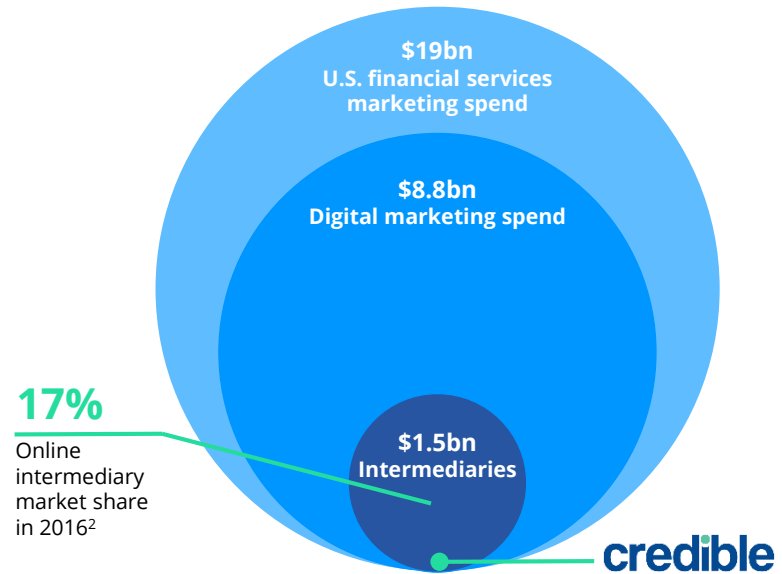 $19bn
U.S. financial services
marketing spend
$8.8bn
Digital marketing spend
17%
Online
intermediary
market share
in 2016²
$1.5bn
Intermediaries
credible